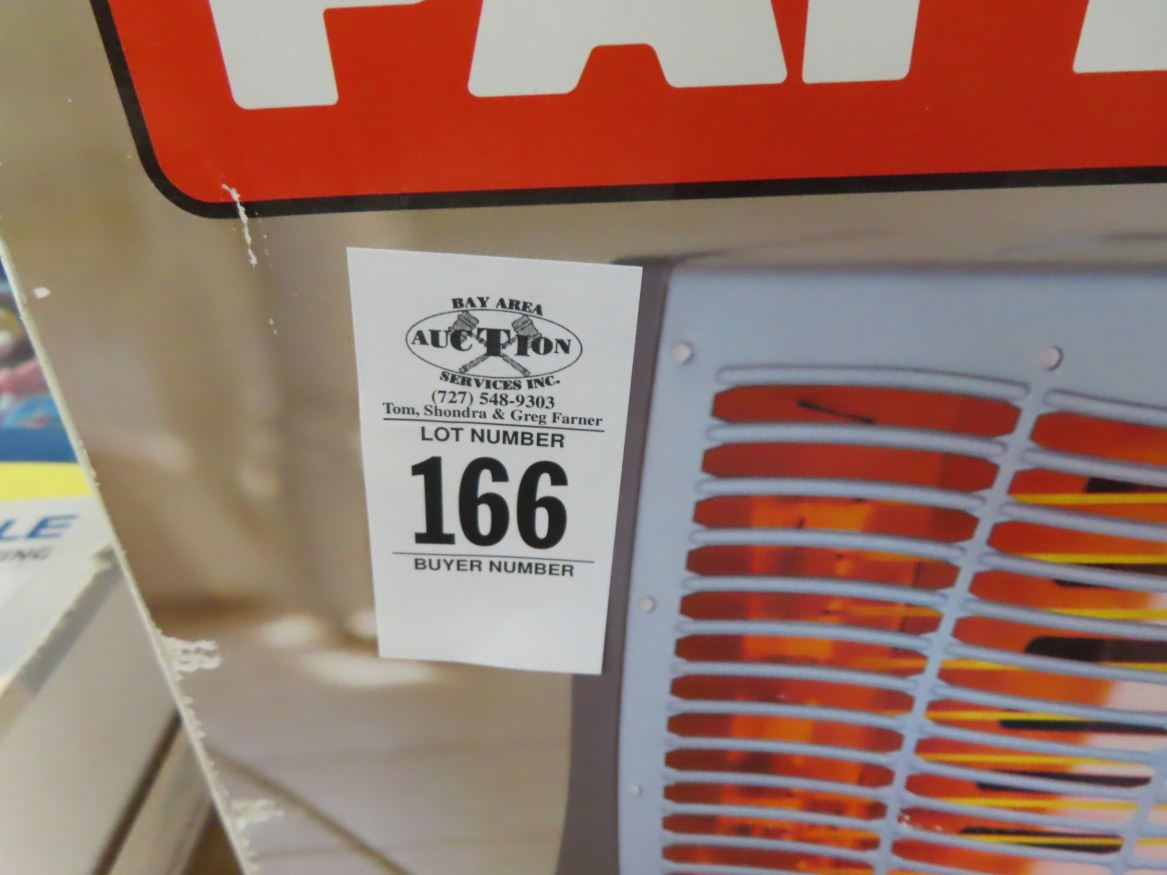 BAY AREA
AUCTION
SERVICES INC.
(727) 548-9303
Tom, Shondra & Greg Farner
LOT NUMBER
166
BUYER NUMBER